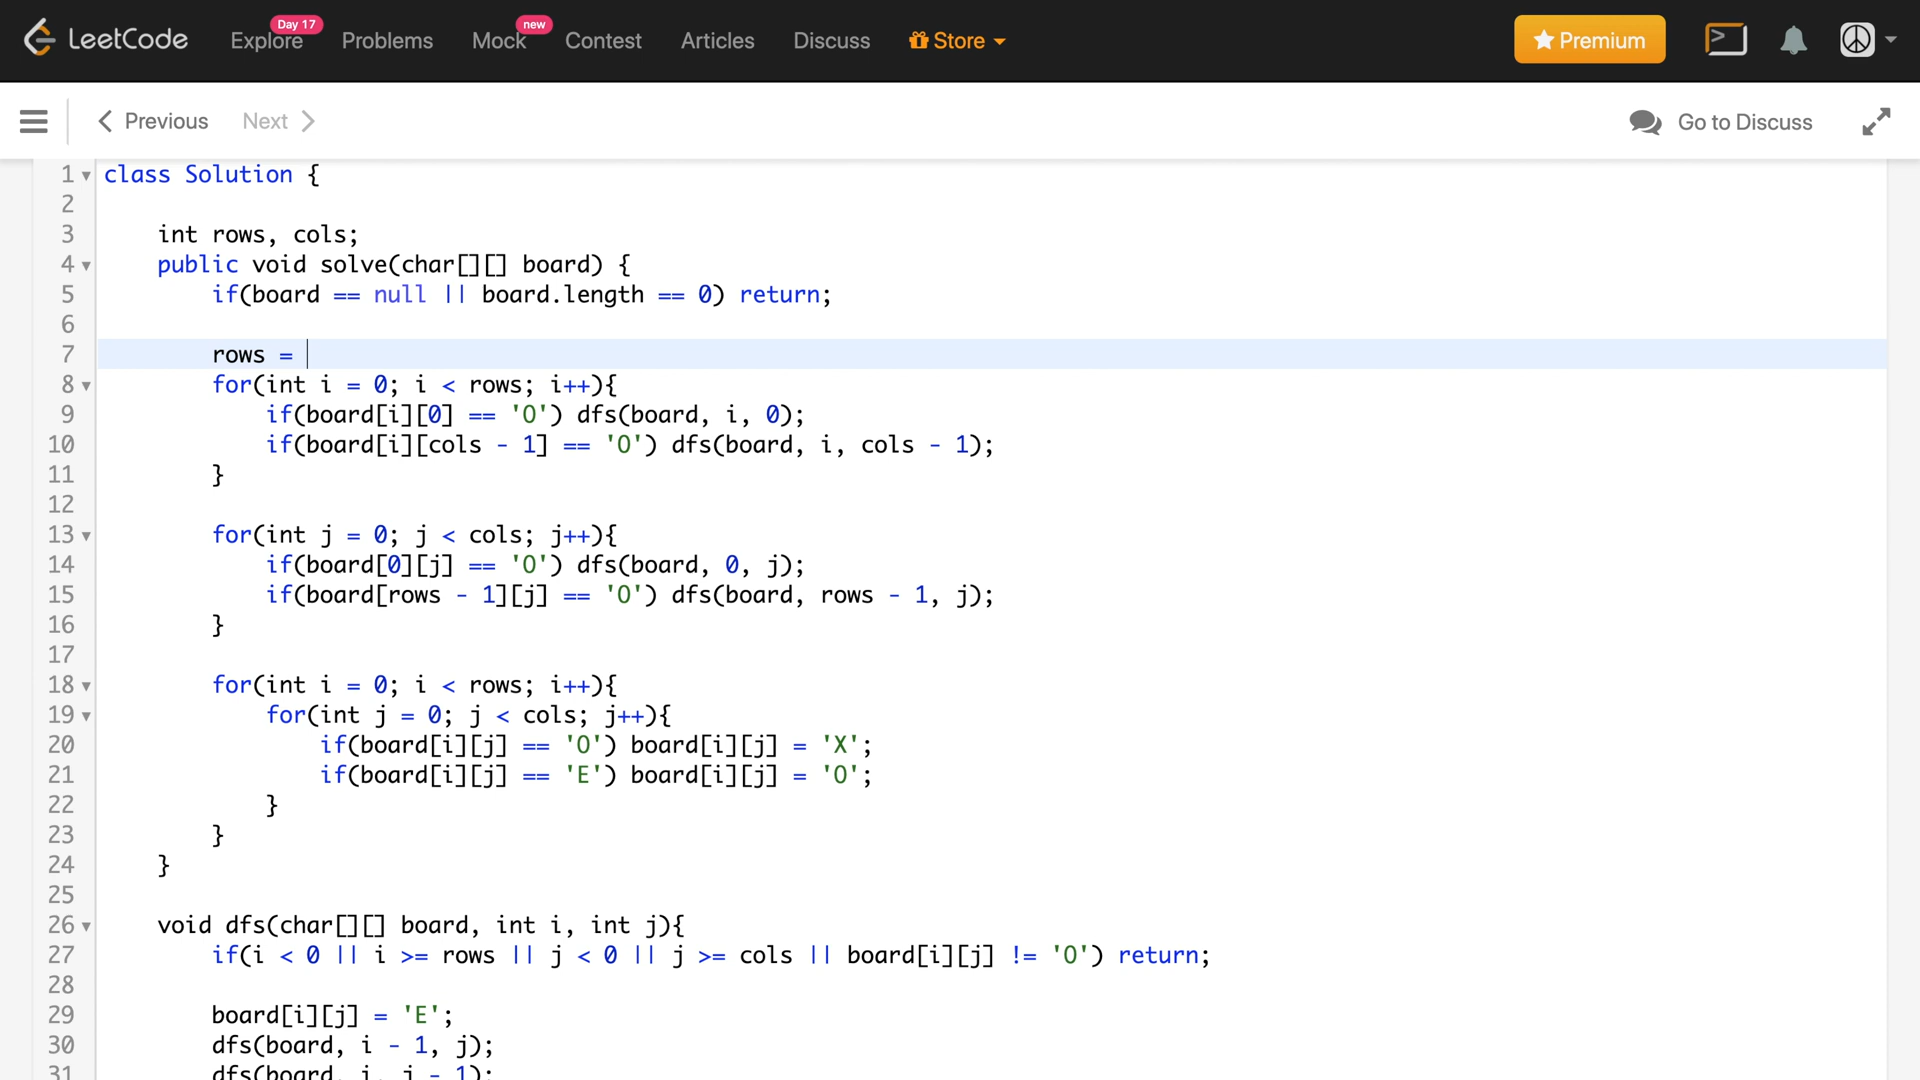 LeetCode Explore Day 17 Problems Mock new Contest Articles Discuss Store Premium
Previous Next Go to Discuss
1 class Solution {
2
3 int rows, cols;
4 public void solve(char[][] board) {
5 if(board == null || board.length == 0) return;
6
7 rows =
8 for(int i = 0; i < rows; i++){
9 if(board[i][0] == 'O') dfs(board, i, 0);
10 if(board[i][cols - 1] == 'O') dfs(board, i, cols - 1);
11 }
12
13 for(int j = 0; j < cols; j++){
14 if(board[0][j] == 'O') dfs(board, 0, j);
15 if(board[rows - 1][j] == 'O') dfs(board, rows - 1, j);
16 }
17
18 for(int i = 0; i < rows; i++){
19 for(int j = 0; j < cols; j++){
20 if(board[i][j] == 'O') board[i][j] = 'X';
21 if(board[i][j] == 'E') board[i][j] = 'O';
22 }
23 }
24 }
25
26 void dfs(char[][] board, int i, int j){
27 if(i < 0 || i >= rows || j < 0 || j >= cols || board[i][j] != 'O') return;
28
29 board[i][j] = 'E';
30 dfs(board, i - 1, j);
31 dfs(board, i, j - 1);